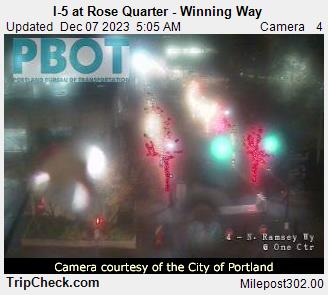 I-5 at Rose Quarter - Winning Way
Updated Dec 07 2023 5:05 AM Camera 4
PBOT
PORTLAND BUREAU OF TRANSPORTATION
4 - N. Ramsey Wy
@ One Ctr
Camera courtesy of the City of Portland
TripCheck.com Milepost302.00